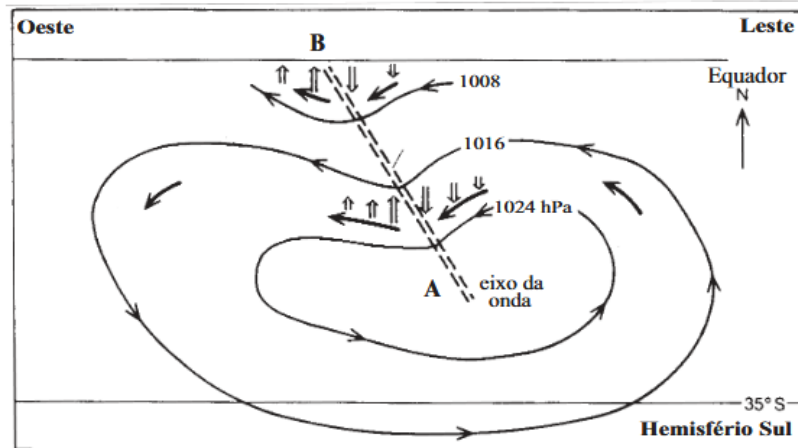 Oeste
Leste
B
1008
Equador
N
1016
1024 hPa
A
eixo da
onda
35° S
Hemisfério Sul